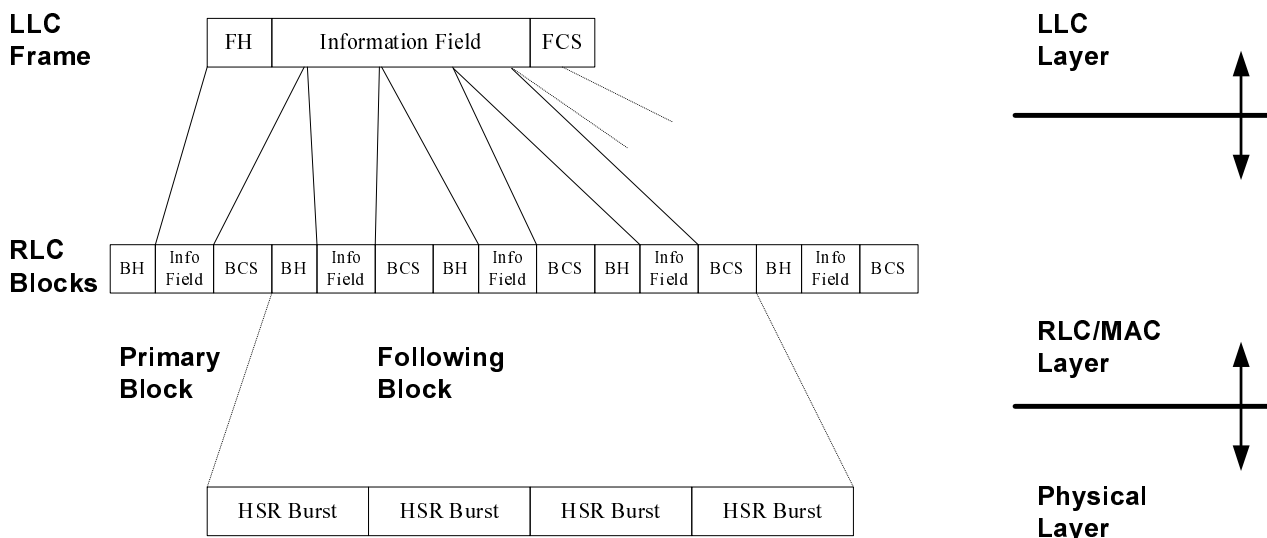 LLC
Frame
FH
Information Field
FCS
LLC
Layer
RLC
Blocks
BH
Info
Field
BCS
BH
Info
Field
BCS
BH
Info
Field
BCS
BH
Info
Field
BCS
BH
Info
Field
BCS
Primary
Block
Following
Block
RLC/MAC
Layer
HSR Burst
HSR Burst
HSR Burst
HSR Burst
Physical
Layer